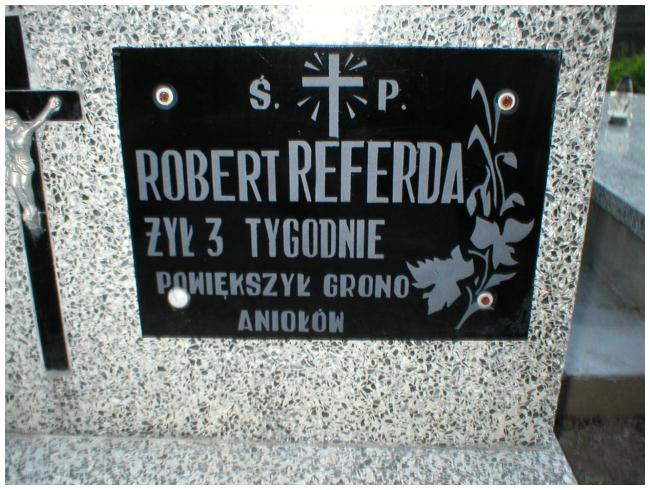 Ś. P.
ROBERT REFERDA
ŻYŁ 3 TYGODNIE
POWIĘKSZYŁ GRONO
ANIOŁÓW